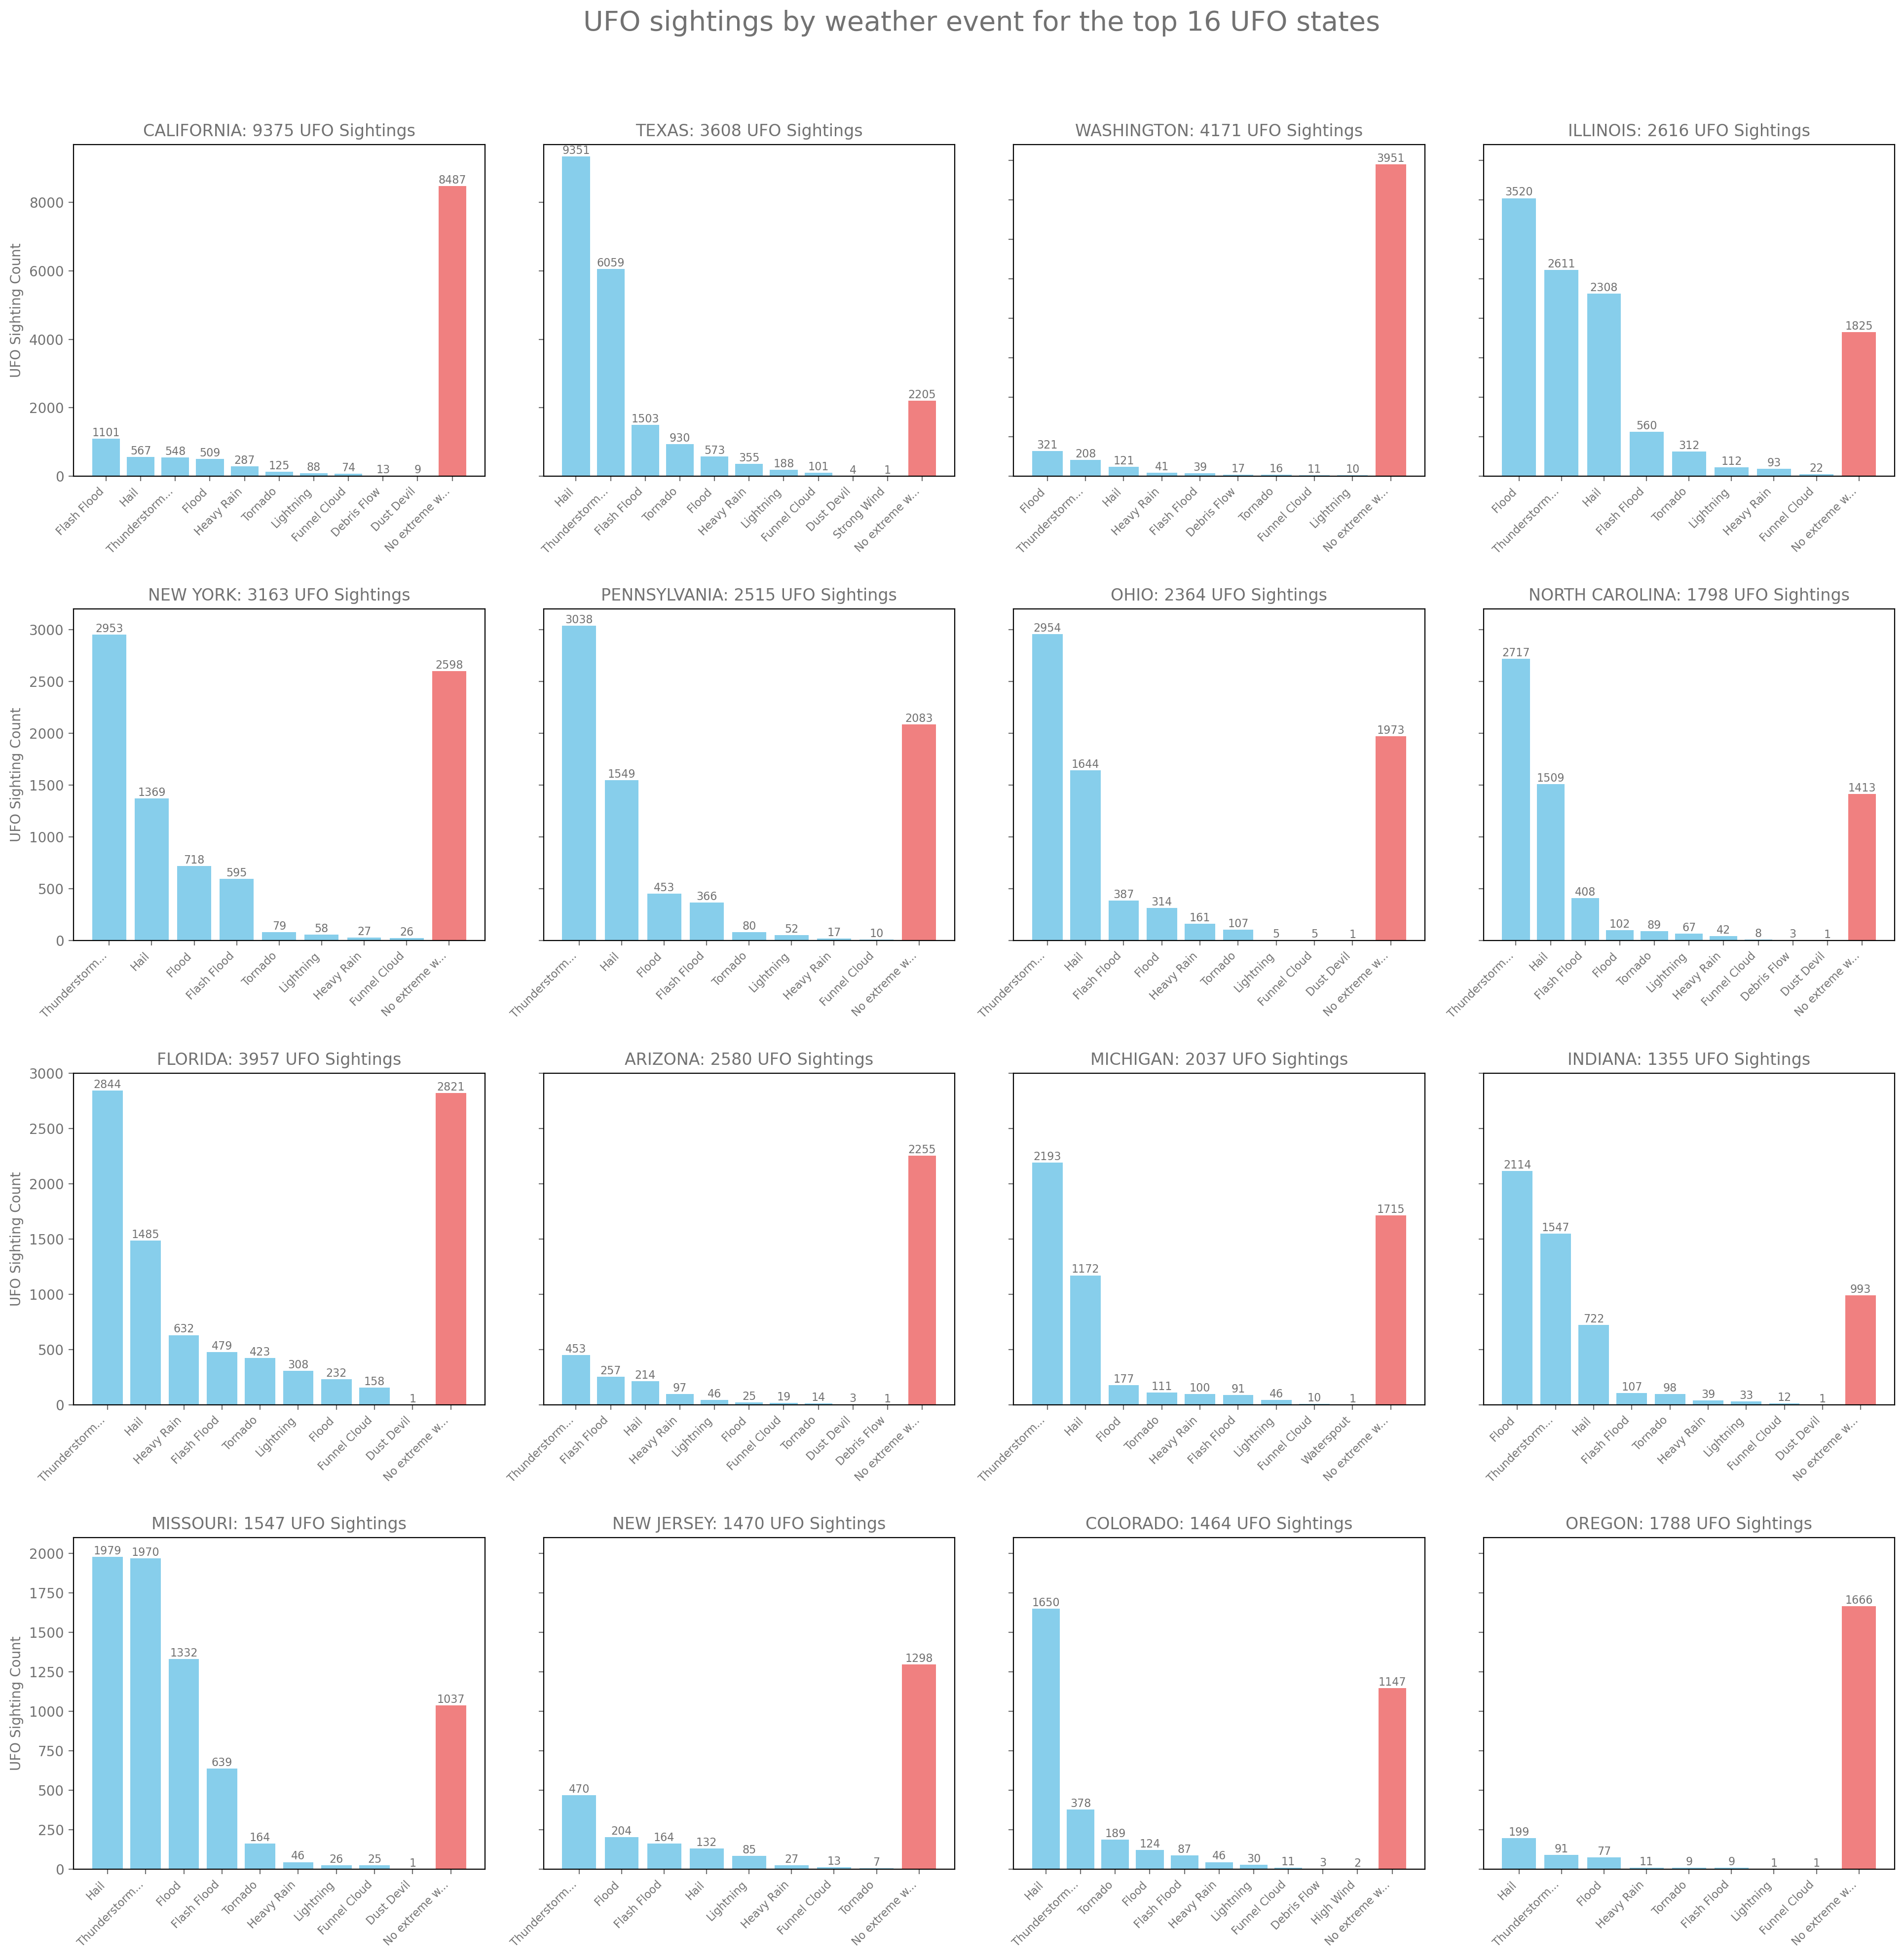 UFO sightings by weather event for the top 16 UFO states
CALIFORNIA: 9375 UFO Sightings
UFO Sighting Count
8000
6000
4000
2000
0
1101
567
548
509
287
125
88
74
13
9
8487
Flash Flood
Hail
Thunderstorm...
Flood
Heavy Rain
Tornado
Lightning
Funnel Cloud
Debris Flow
Dust Devil
No extreme w...
TEXAS: 3608 UFO Sightings
9351
6059
1503
930
573
355
188
101
4
1
2205
Hail
Thunderstorm...
Flash Flood
Tornado
Flood
Heavy Rain
Lightning
Funnel Cloud
Dust Devil
Strong Wind
No extreme w...
WASHINGTON: 4171 UFO Sightings
321
208
121
41
39
17
16
11
10
3951
Flood
Thunderstorm...
Hail
Heavy Rain
Flash Flood
Debris Flow
Tornado
Funnel Cloud
Lightning
No extreme w...
ILLINOIS: 2616 UFO Sightings
3520
2611
2308
560
312
112
93
22
1825
Flood
Thunderstorm...
Hail
Flash Flood
Tornado
Lightning
Heavy Rain
Funnel Cloud
No extreme w...
NEW YORK: 3163 UFO Sightings
UFO Sighting Count
3000
2500
2000
1500
1000
500
0
2953
1369
718
595
79
58
27
26
2598
Thunderstorm...
Hail
Flood
Flash Flood
Tornado
Lightning
Heavy Rain
Funnel Cloud
No extreme w...
PENNSYLVANIA: 2515 UFO Sightings
3038
1549
453
366
80
52
17
10
2083
Thunderstorm...
Hail
Flood
Flash Flood
Tornado
Lightning
Heavy Rain
Funnel Cloud
No extreme w...
OHIO: 2364 UFO Sightings
2954
1644
387
314
161
107
5
5
1
1973
Thunderstorm...
Hail
Flash Flood
Flood
Heavy Rain
Tornado
Lightning
Funnel Cloud
Dust Devil
No extreme w...
NORTH CAROLINA: 1798 UFO Sightings
2717
1509
408
102
89
67
42
8
3
1
1413
Thunderstorm...
Hail
Flash Flood
Flood
Tornado
Lightning
Heavy Rain
Funnel Cloud
Debris Flow
Dust Devil
No extreme w...
FLORIDA: 3957 UFO Sightings
UFO Sighting Count
3000
2500
2000
1500
1000
500
0
2844
1485
632
479
423
308
232
158
1
2821
Thunderstorm...
Hail
Heavy Rain
Flash Flood
Tornado
Lightning
Flood
Funnel Cloud
Dust Devil
No extreme w...
ARIZONA: 2580 UFO Sightings
453
257
214
97
46
25
19
14
3
1
2255
Thunderstorm...
Flash Flood
Hail
Heavy Rain
Lightning
Flood
Funnel Cloud
Tornado
Dust Devil
Debris Flow
No extreme w...
MICHIGAN: 2037 UFO Sightings
2193
1172
177
111
100
91
46
10
1
1715
Thunderstorm...
Hail
Flood
Tornado
Heavy Rain
Flash Flood
Lightning
Funnel Cloud
Waterspout
No extreme w...
INDIANA: 1355 UFO Sightings
2114
1547
722
107
98
39
33
12
1
993
Flood
Thunderstorm...
Hail
Flash Flood
Tornado
Heavy Rain
Lightning
Funnel Cloud
Dust Devil
No extreme w...
MISSOURI: 1547 UFO Sightings
UFO Sighting Count
2000
1750
1500
1250
1000
750
500
250
0
1979
1970
1332
639
164
46
26
25
1
1037
Hail
Thunderstorm...
Flood
Flash Flood
Tornado
Heavy Rain
Lightning
Funnel Cloud
Dust Devil
No extreme w...
NEW JERSEY: 1470 UFO Sightings
470
204
164
132
85
27
13
7
1298
Thunderstorm...
Flood
Flash Flood
Hail
Lightning
Heavy Rain
Funnel Cloud
Tornado
No extreme w...
COLORADO: 1464 UFO Sightings
1650
378
189
124
87
46
30
11
3
2
1147
Hail
Thunderstorm...
Tornado
Flood
Flash Flood
Heavy Rain
Lightning
Funnel Cloud
Debris Flow
High Wind
No extreme w...
OREGON: 1788 UFO Sightings
199
91
77
11
9
9
1
1
1666
Hail
Thunderstorm...
Flood
Heavy Rain
Tornado
Flash Flood
Lightning
Funnel Cloud
No extreme w...